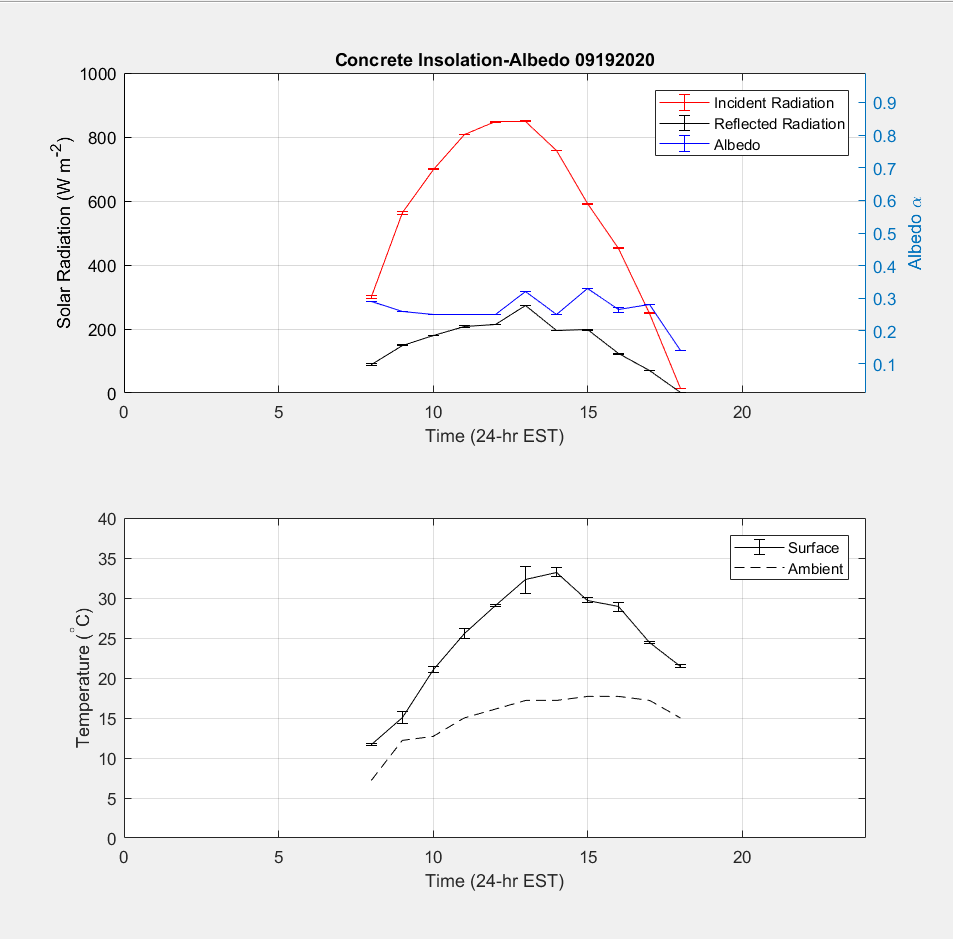 Concrete Insolation-Albedo 09192020
1000
800
600
400
200
0
Solar Radiation (W m-2)
Incident Radiation
Reflected Radiation
Albedo
0.9
0.8
0.7
0.6
0.5
0.4
0.3
0.2
0.1
Albedo α
0 5 10 15 20
Time (24-hr EST)
40
35
30
25
20
15
10
5
0
Temperature (°C)
Surface
Ambient
0 5 10 15 20
Time (24-hr EST)